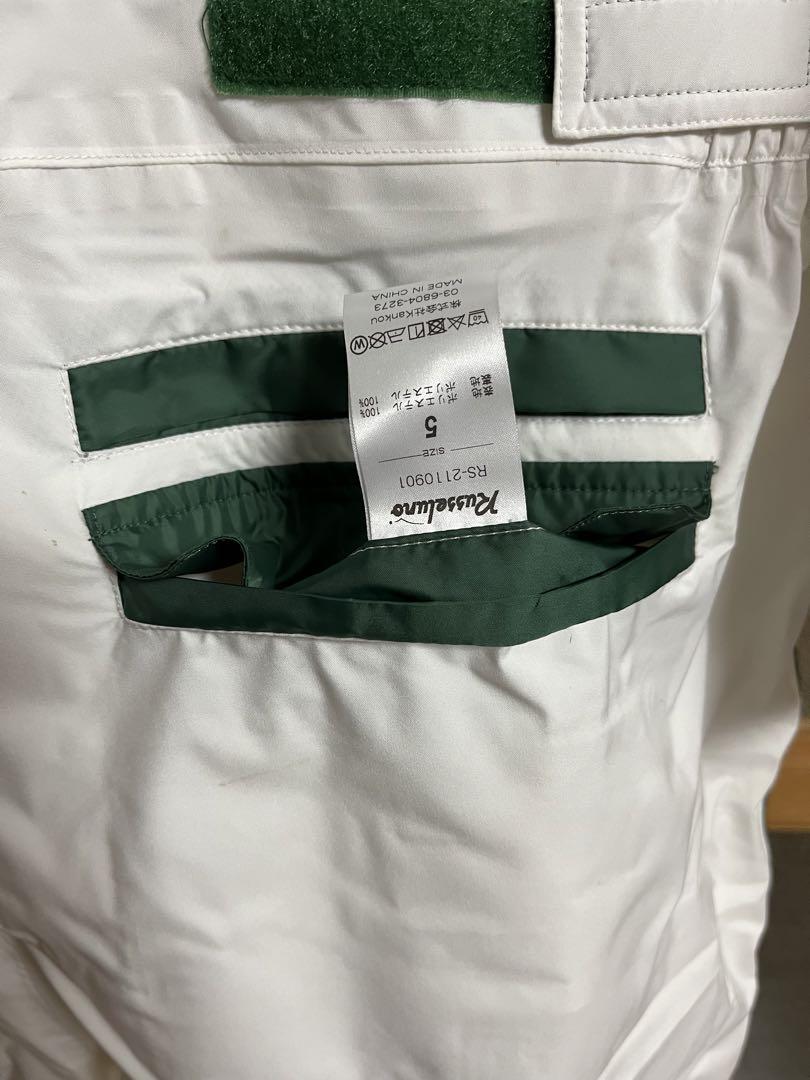 Russeluno
RS-2110901
SIZE
5
表地 ポリエステル 100%
裏地 ポリエステル 100%
40
W
株式会社Kankou
03-6804-3273
MADE IN CHINA